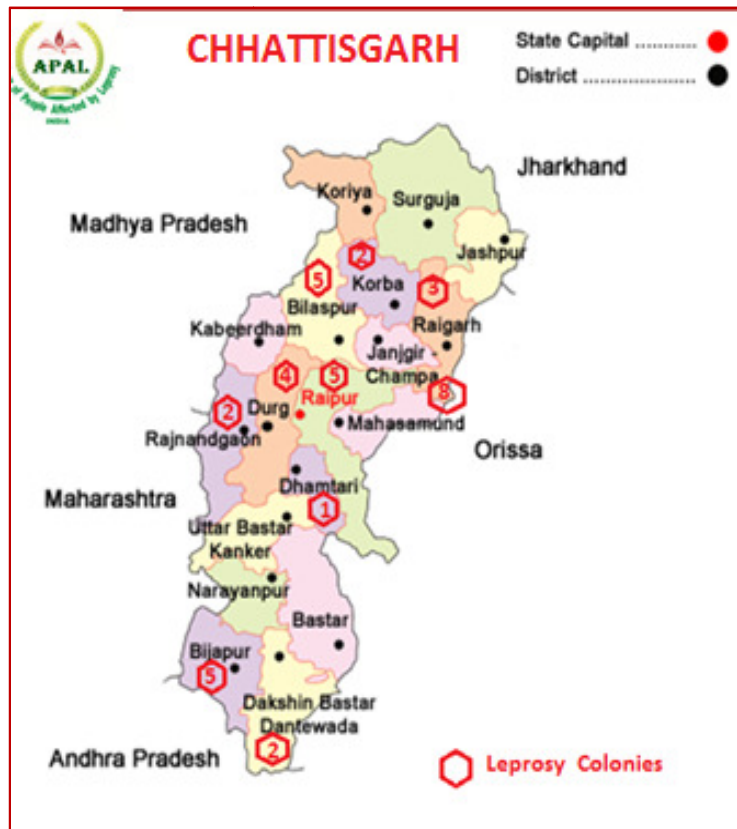 APAL
of People Affected by Leprosy
INDIA
CHHATTISGARH
State Capital ............
District ......................
Jharkhand
Koriya
Surguja
Madhya Pradesh
Jashpur
2
5
Korba
3
Bilaspur
Kabeerdham
Raigarh
Janjgir -
Champa
4
5
8
Raipur
2
Durg
Mahasamund
Rajnandgaon
Orissa
Maharashtra
Dhamtari
1
Uttar Bastar
Kanker
Narayanpur
Bastar
Bijapur
5
Dakshin Bastar
Dantewada
2
Andhra Pradesh
Leprosy Colonies